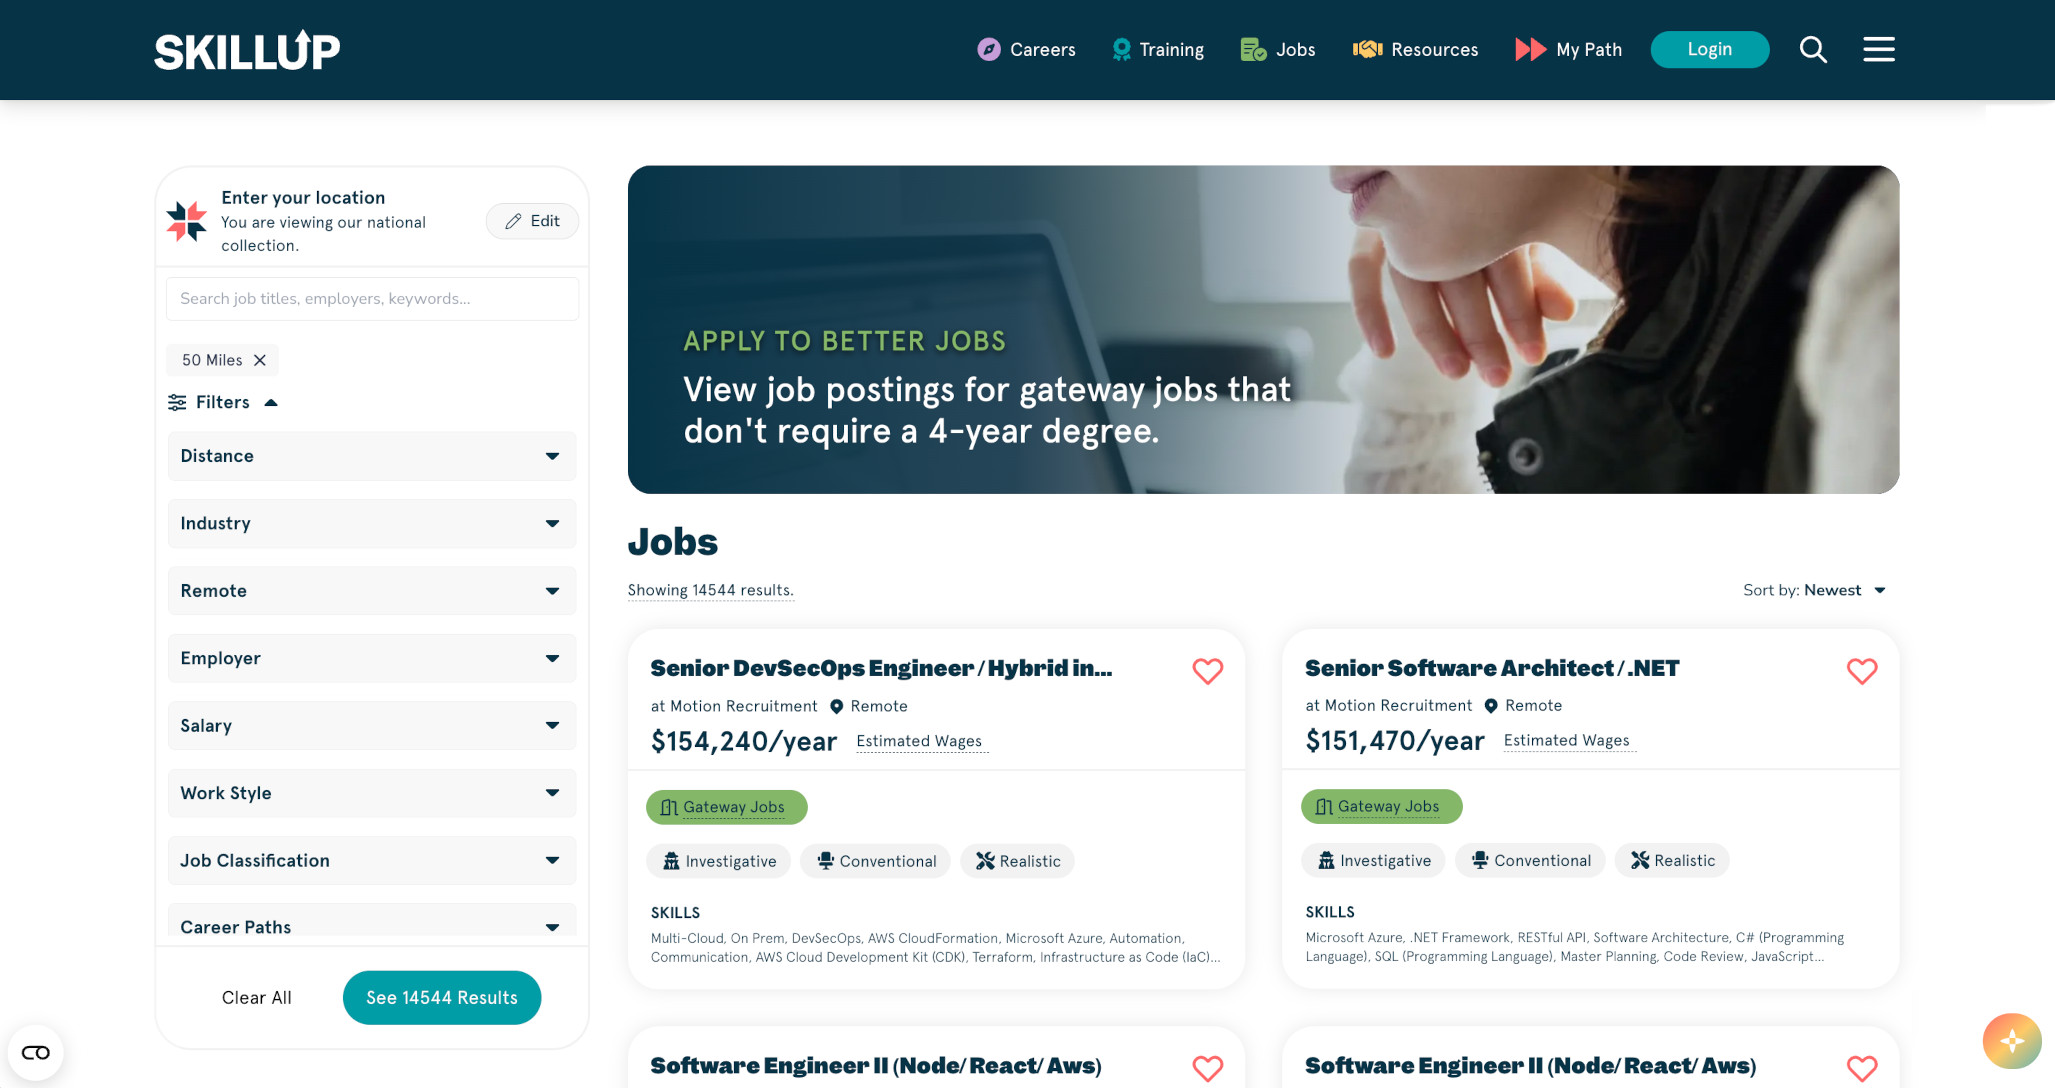 SKILLUP
Careers
Training
Jobs
Resources
My Path
Login
Enter your location
You are viewing our national
collection.
Edit
Search job titles, employers, keywords...
50 Miles
Filters
Distance
Industry
Remote
Employer
Salary
Work Style
Job Classification
Career Paths
Clear All
See 14544 Results
APPLY TO BETTER JOBS
View job postings for gateway jobs that
don't require a 4-year degree.
Jobs
Showing 14544 results.
Sort by: Newest
Senior DevSecOps Engineer / Hybrid in...
at Motion Recruitment Remote
$154,240/year Estimated Wages
Gateway Jobs
Investigative Conventional Realistic
SKILLS
Multi-Cloud, On Prem, DevSecOps, AWS CloudFormation, Microsoft Azure, Automation,
Communication, AWS Cloud Development Kit (CDK), Terraform, Infrastructure as Code (IaC)...
Senior Software Architect / .NET
at Motion Recruitment Remote
$151,470/year Estimated Wages
Gateway Jobs
Investigative Conventional Realistic
SKILLS
Microsoft Azure, .NET Framework, RESTful API, Software Architecture, C# (Programming
Language), SQL (Programming Language), Master Planning, Code Review, JavaScript...
Software Engineer II (Node/ React/ Aws)
Software Engineer II (Node/ React/ Aws)